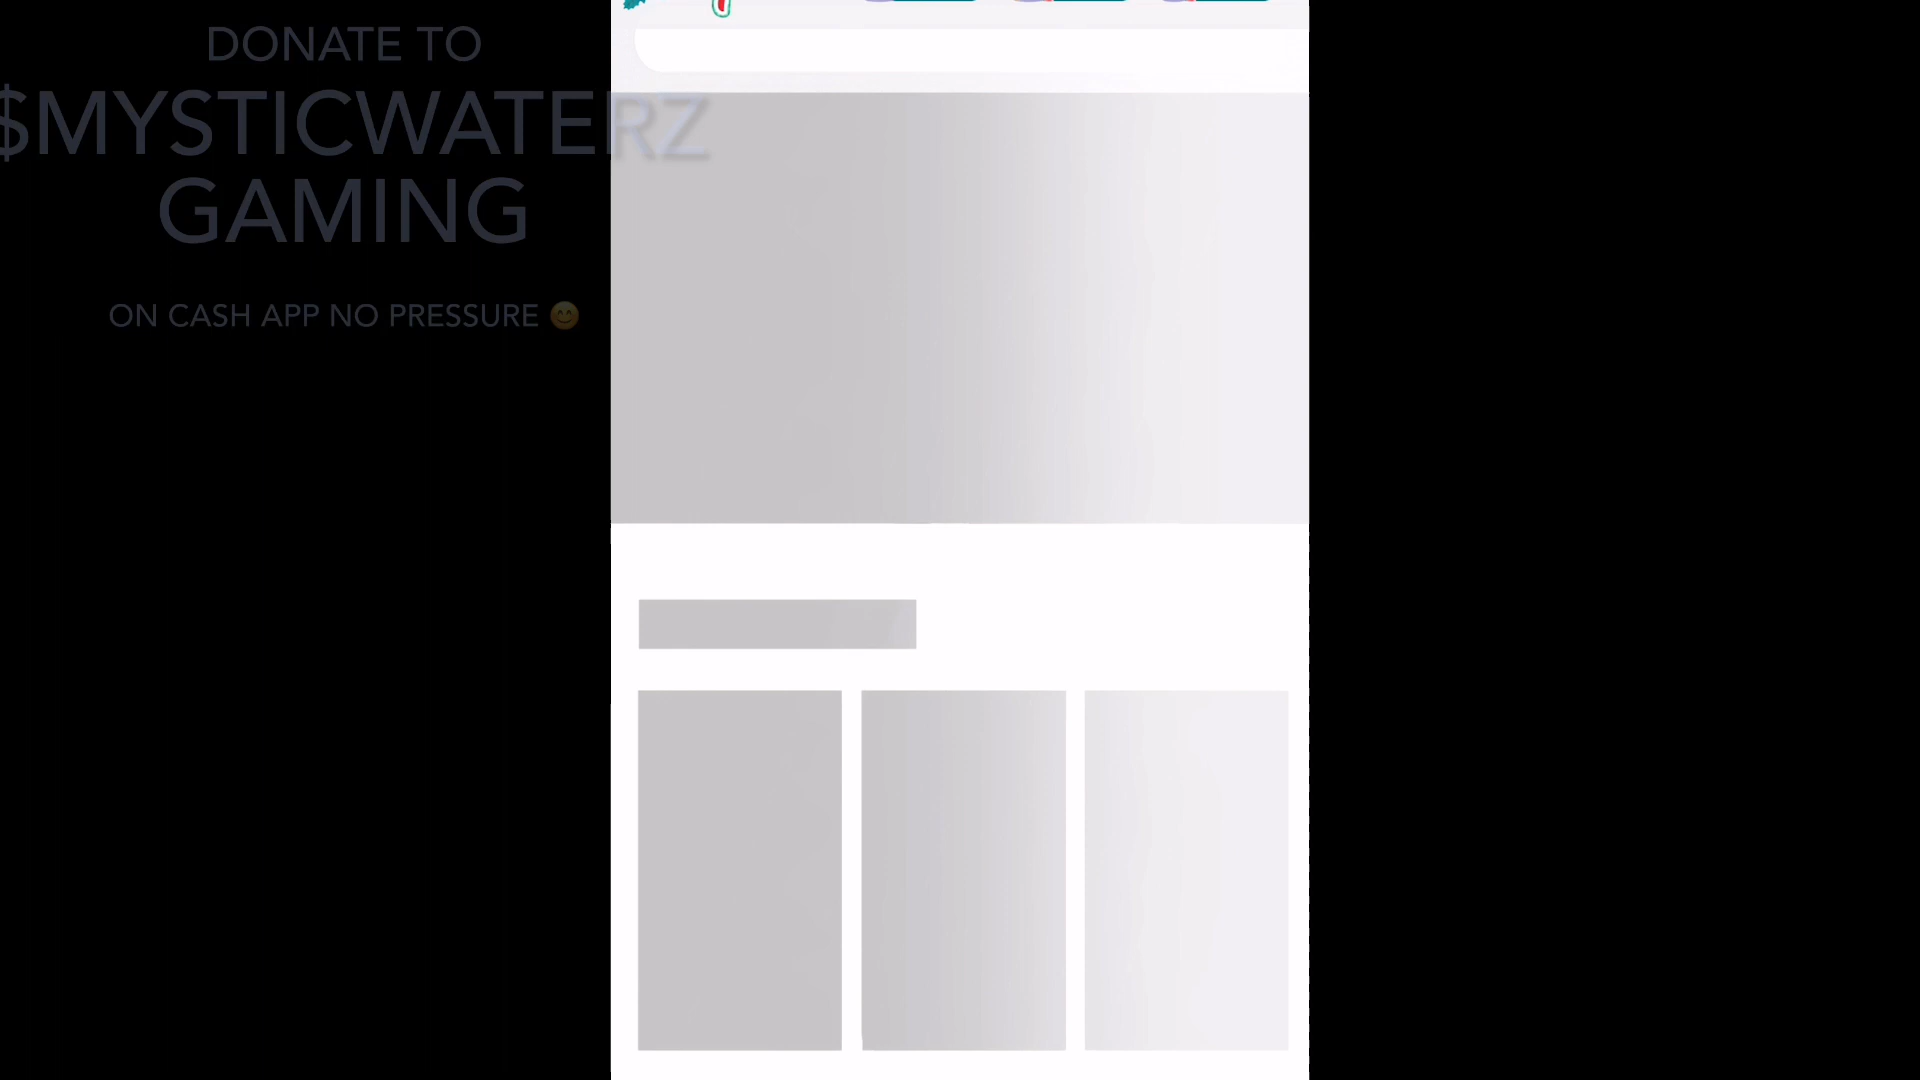 DONATE TO
$MYSTICWATERZ
GAMING
ON CASH APP NO PRESSURE 😊